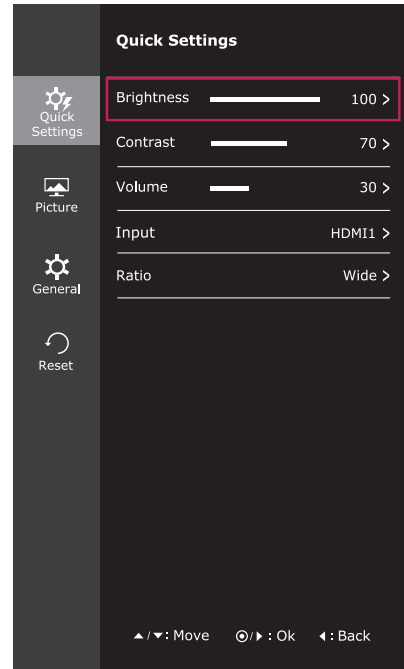 Quick Settings
Quick
Settings
Picture
General
Reset
Brightness 100 >
Contrast 70 >
Volume 30 >
Input HDMI1 >
Ratio Wide >
▲/▼: Move ◉/▶ : Ok ◀ : Back